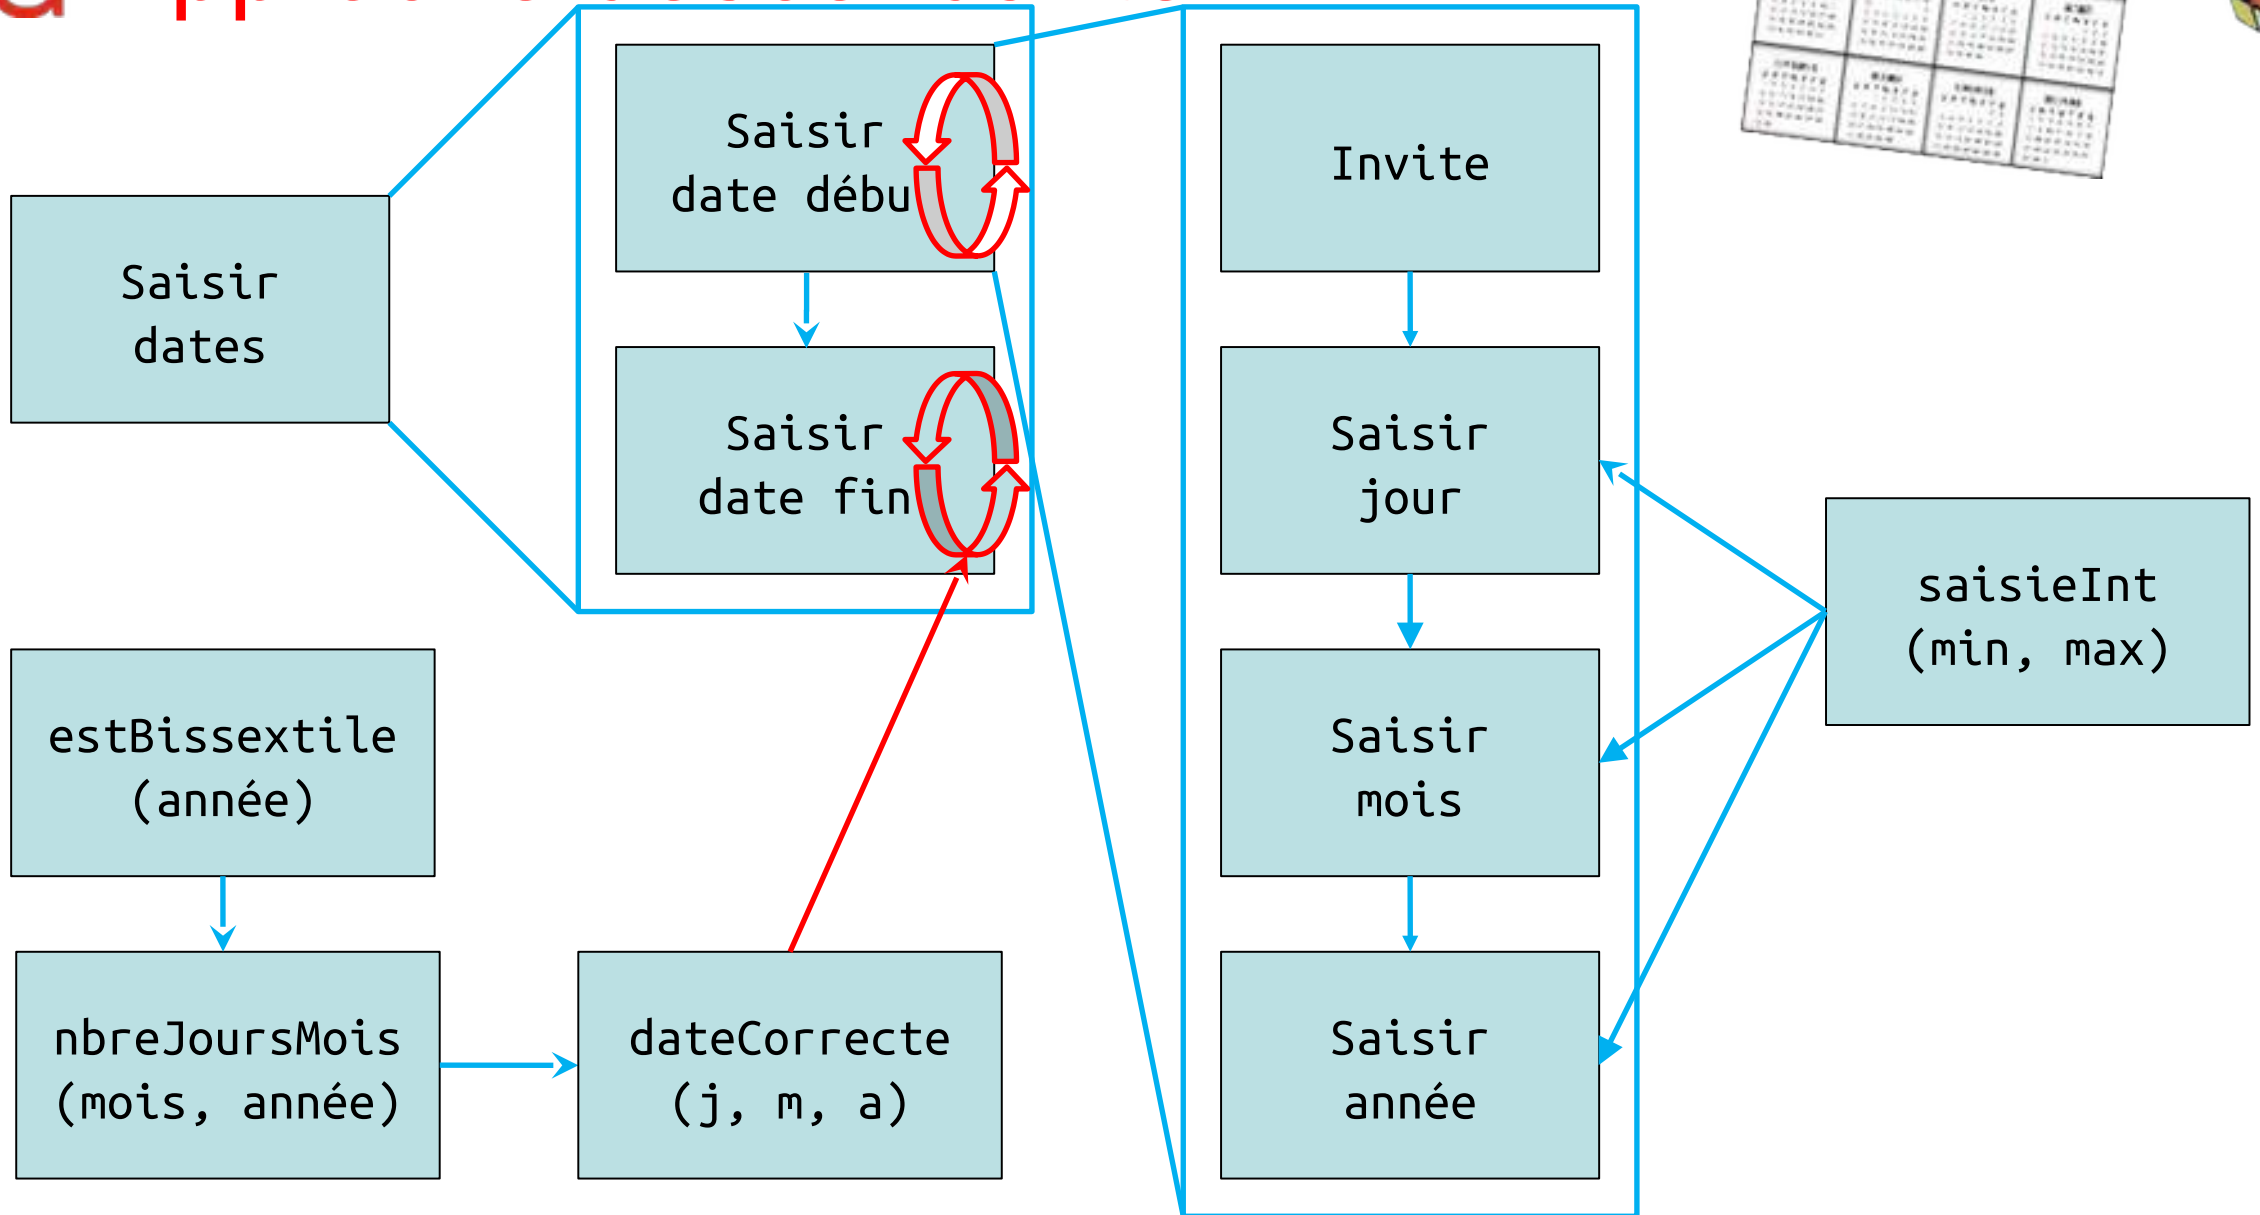 Saisir
dates
Saisir
date débu
Saisir
date fin
Invite
Saisir
jour
Saisir
mois
Saisir
année
saisieInt
(min, max)
estBissextile
(année)
nbreJoursMois
(mois, année)
dateCorrecte
(j, m, a)